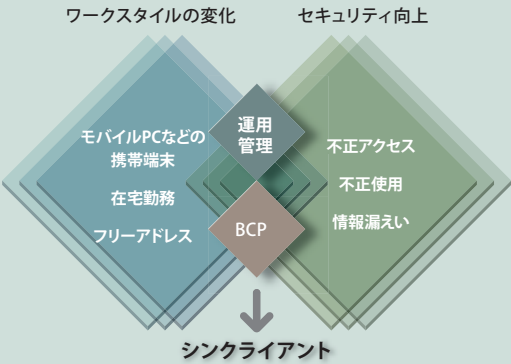 ワークスタイルの変化
セキュリティ向上
運用
管理
モバイルPCなどの
携帯端末
在宅勤務
フリーアドレス
不正アクセス
不正使用
情報漏えい
BCP
シンクライアント